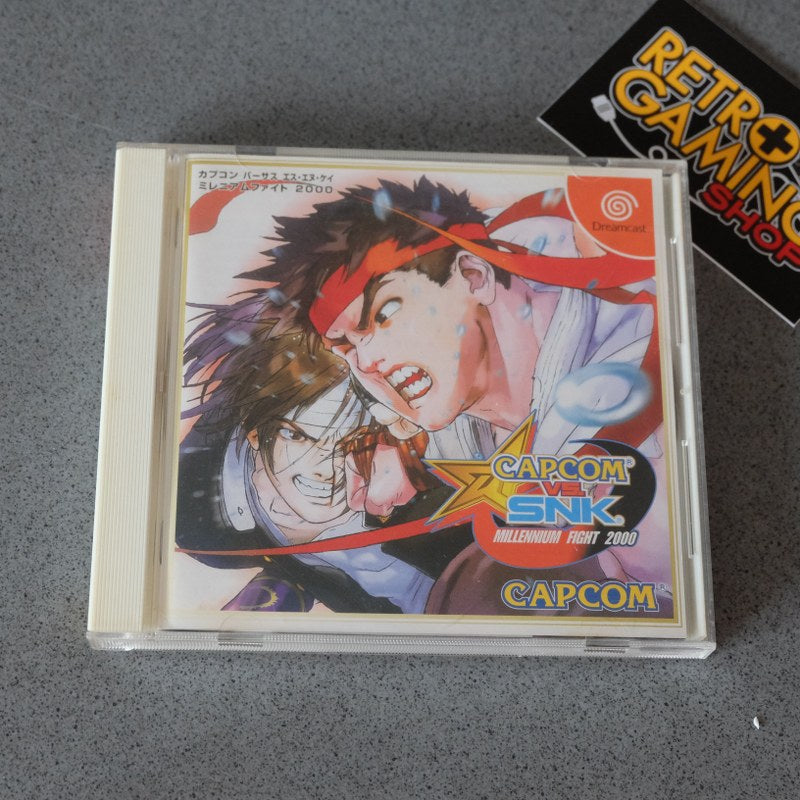 カプコン バーサス エス・エヌ・ケイ
ミレニアムファイト 2000
Dreamcast
RETRO
GAMING
SHOP
CAPCOM®
VS.
SNK®
MILLENNIUM FIGHT 2000
CAPCOM®